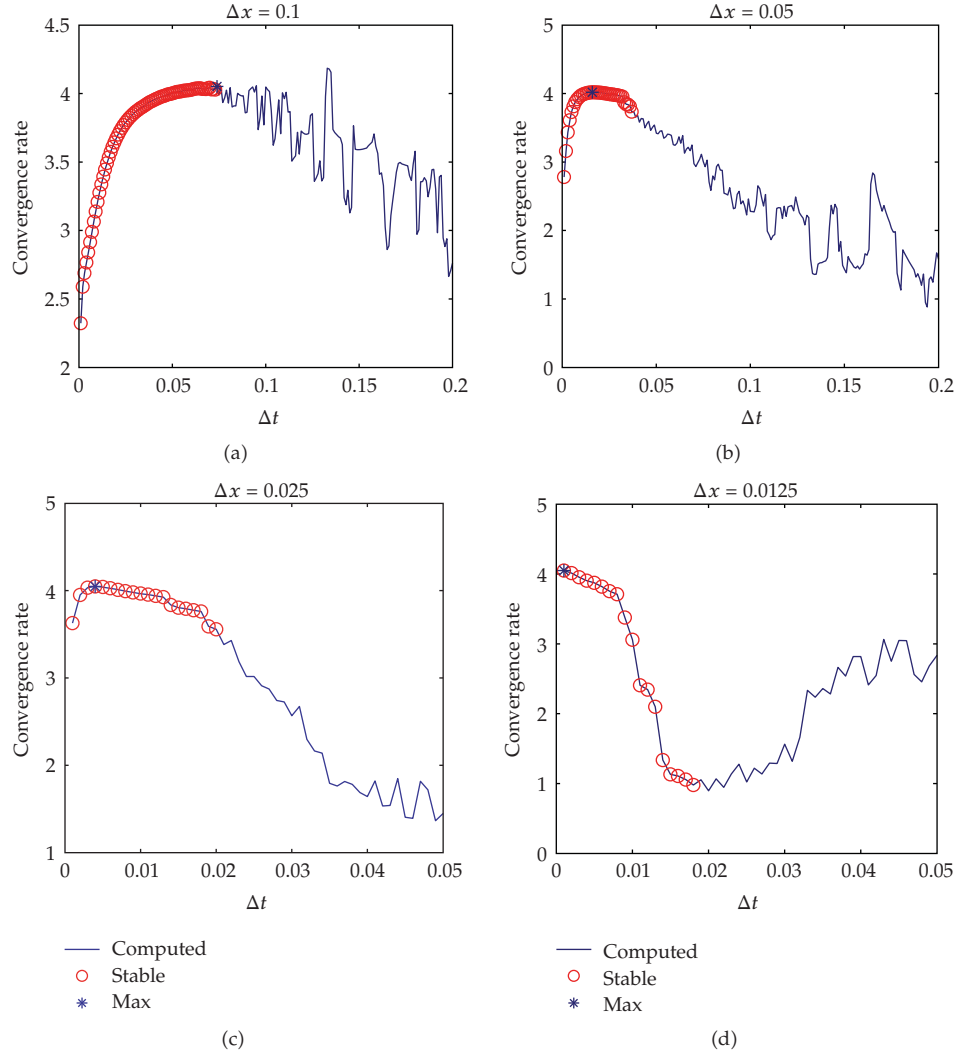 Δx = 0.1
4.5
4
3.5
3
2.5
2
Convergence rate
0 0.05 0.1 0.15 0.2
Δt
(a)
Δx = 0.05
5
4
3
2
1
0
Convergence rate
0 0.05 0.1 0.15 0.2
Δt
(b)
Δx = 0.025
5
4
3
2
1
Convergence rate
0 0.01 0.02 0.03 0.04 0.05
Δt
Computed
Stable
Max
(c)
Δx = 0.0125
5
4
3
2
1
0
Convergence rate
0 0.01 0.02 0.03 0.04 0.05
Δt
Computed
Stable
Max
(d)